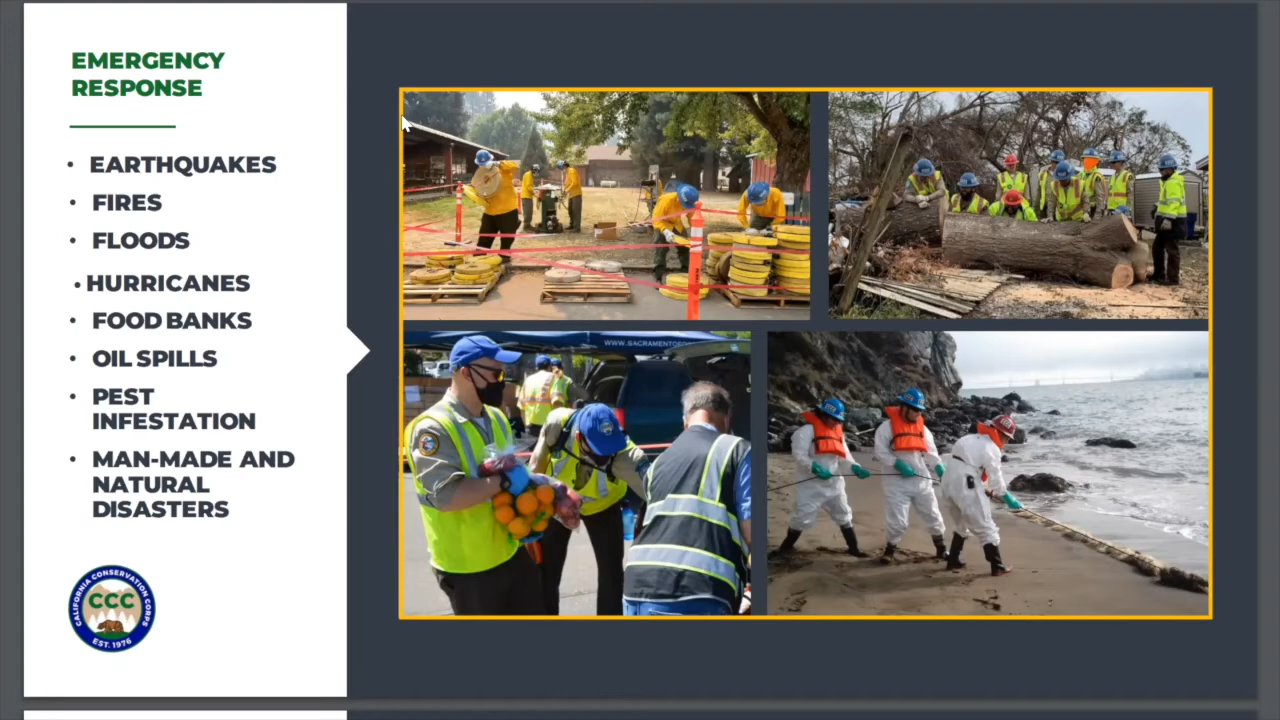 EMERGENCY
RESPONSE
• EARTHQUAKES
• FIRES
• FLOODS
• HURRICANES
• FOOD BANKS
• OIL SPILLS
• PEST
INFESTATION
• MAN-MADE AND
NATURAL
DISASTERS
CALIFORNIA CONSERVATION CORPS
CCC
EST. 1976
WWW.SACRAMENTO